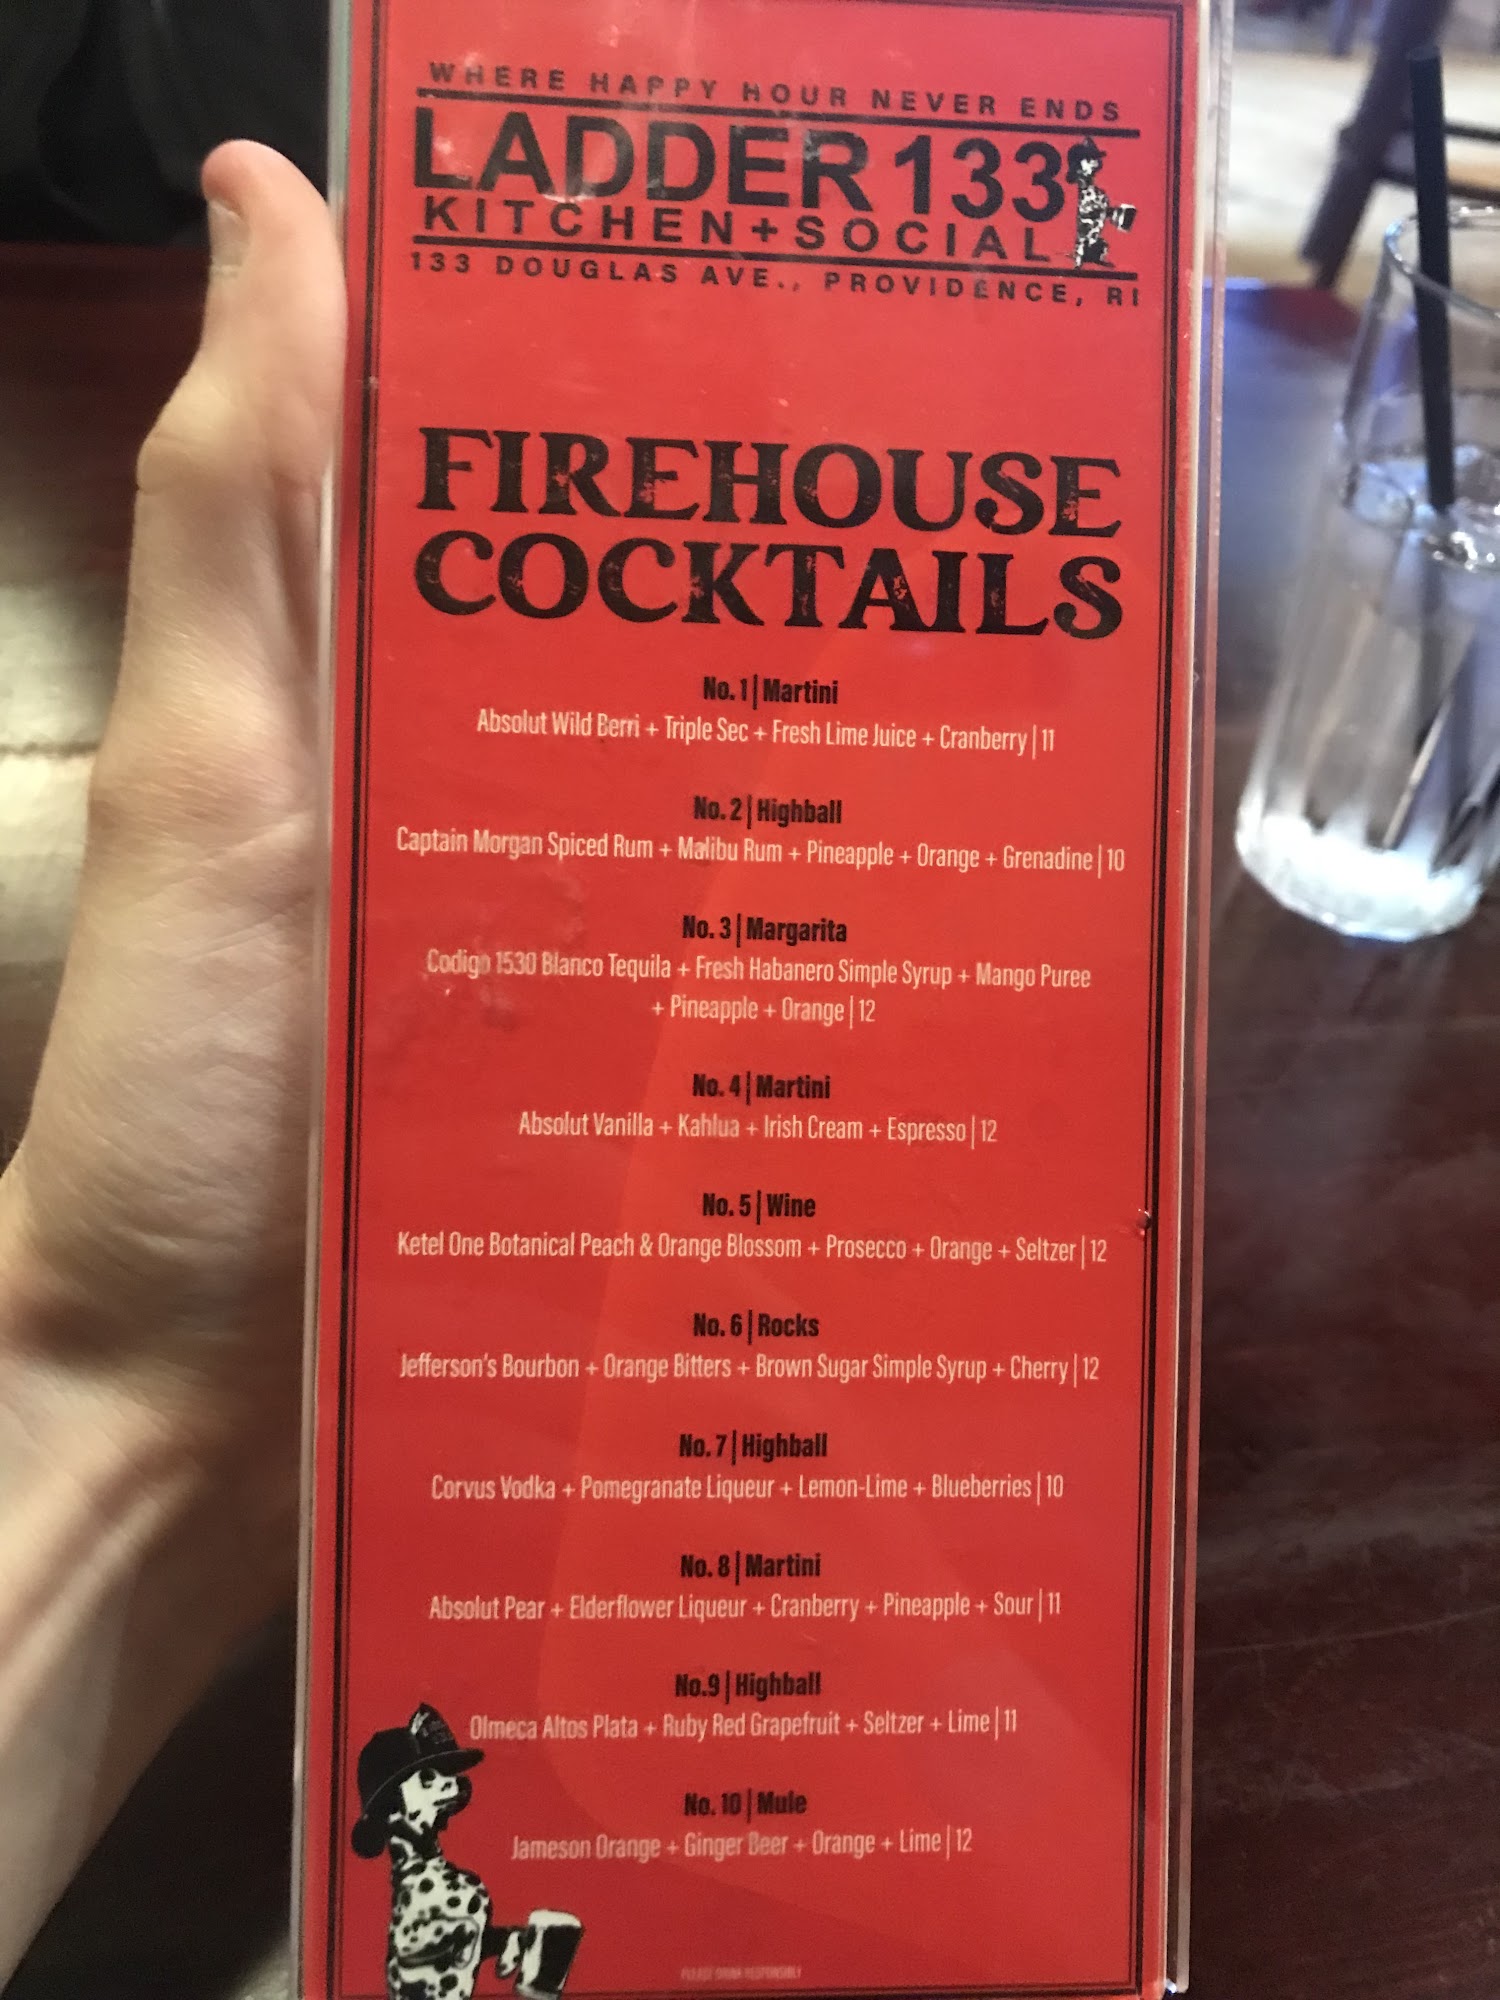 WHERE HAPPY HOUR NEVER ENDS
LADDER 133
KITCHEN+SOCIAL
133 DOUGLAS AVE., PROVIDENCE, RI
FIREHOUSE
COCKTAILS
No. 1 | Martini
Absolut Wild Berri + Triple Sec + Fresh Lime Juice + Cranberry | 11
No. 2 | Highball
Captain Morgan Spiced Rum + Malibu Rum + Pineapple + Orange + Grenadine | 10
No. 3 | Margarita
Codigo 1530 Blanco Tequila + Fresh Habanero Simple Syrup + Mango Puree
+ Pineapple + Orange | 12
No. 4 | Martini
Absolut Vanilla + Kahlua + Irish Cream + Espresso | 12
No. 5 | Wine
Ketel One Botanical Peach & Orange Blossom + Prosecco + Orange + Seltzer | 12
No. 6 | Rocks
Jefferson's Bourbon + Orange Bitters + Brown Sugar Simple Syrup + Cherry | 12
No. 7 | Highball
Corvus Vodka + Pomegranate Liqueur + Lemon-Lime + Blueberries | 10
No. 8 | Martini
Absolut Pear + Elderflower Liqueur + Cranberry + Pineapple + Sour | 11
No.9 | Highball
Olmeca Altos Plata + Ruby Red Grapefruit + Seltzer + Lime | 11
No. 10 | Mule
Jameson Orange + Ginger Beer + Orange + Lime | 12
PLEASE DRINK RESPONSIBLY